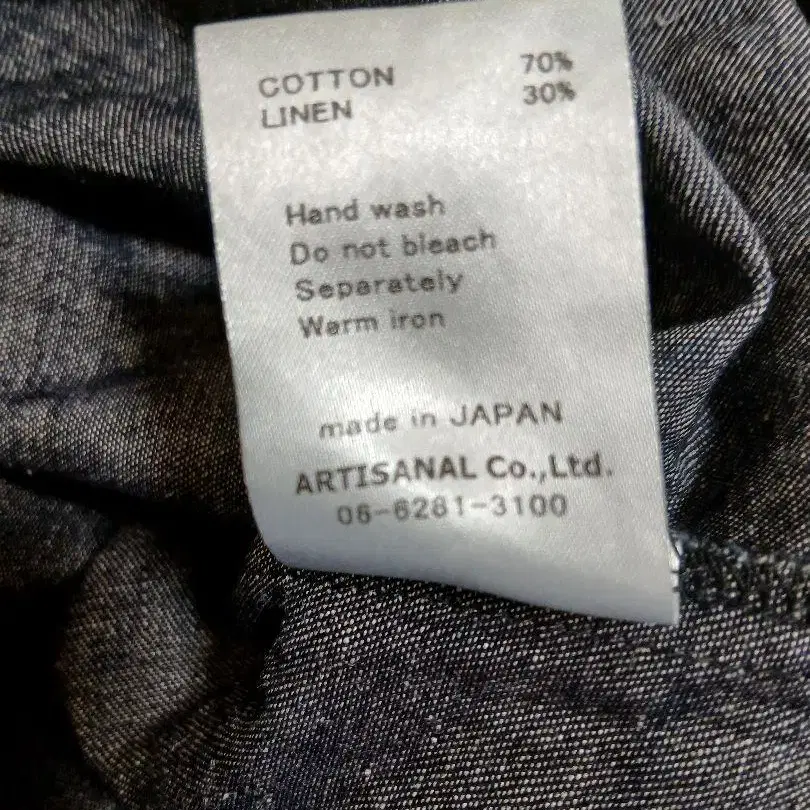 COTTON 70%
LINEN 30%
Hand wash
Do not bleach
Separately
Warm iron
made in JAPAN
ARTISANAL Co.,Ltd.
06-6281-3100